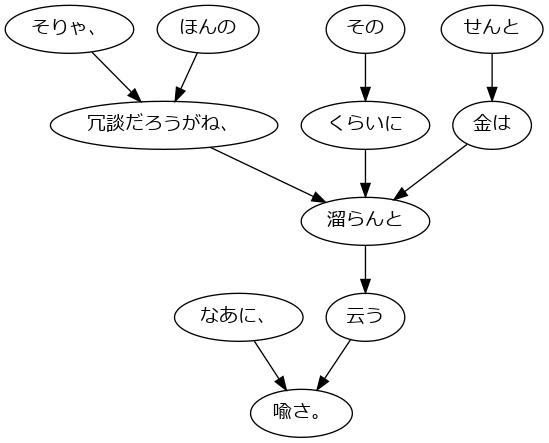 そりゃ、
ほんの
その
せんと
冗談だろうがね、
くらいに
金は
溜らんと
なあに、
云う
喩さ。